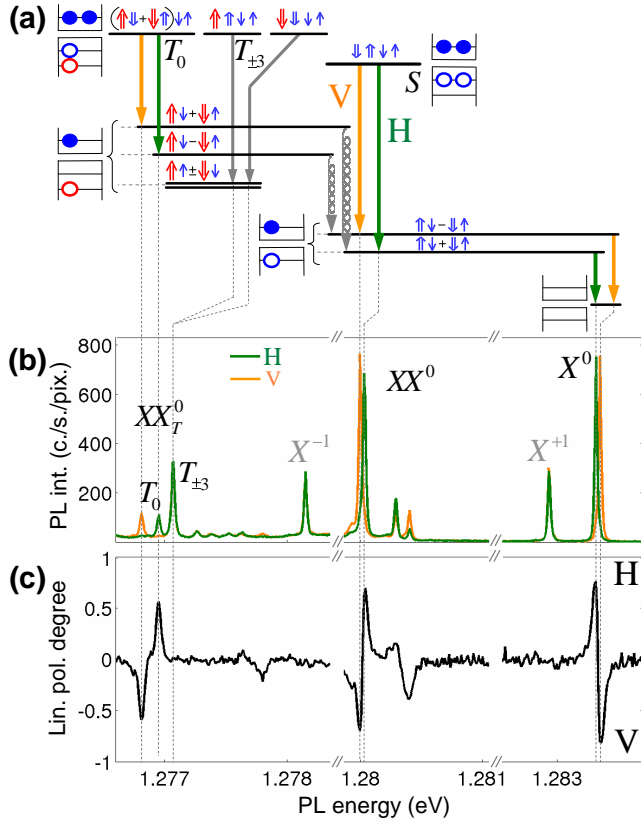 (a)
(⇑⇓+⇓⇑)↓↑ ⇑⇑↓↑ ⇓⇓↓↑
T₀ T±3
⇓⇑↓↑
S
V
H
⇑↓+⇓↑
⇑↓−⇓↑
⇑↑±⇓↓
⇑↓−⇓↑
⇑↓+⇓↑
(b)
800
600
400
200
PL int. (c./s./pix.)
H
V
XX⁰_T
T₀
T±3
X⁻¹
XX⁰
X⁺¹
X⁰
(c)
1
0.5
0
-0.5
-1
Lin. pol. degree
H
V
1.277 1.278 1.28 1.281 1.283
PL energy (eV)